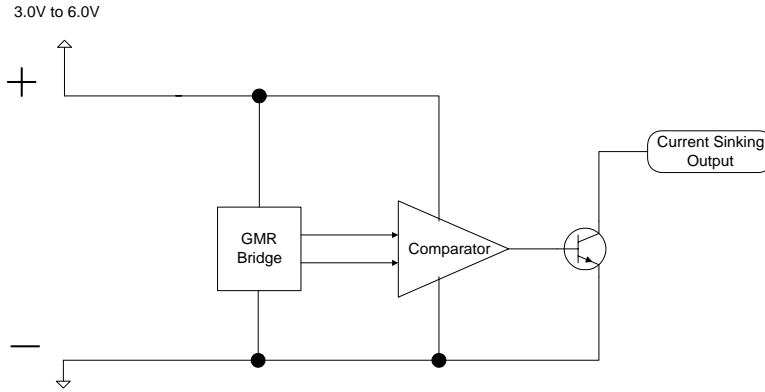 3.0V to 6.0V
+
Current Sinking
Output
GMR
Bridge
Comparator
−